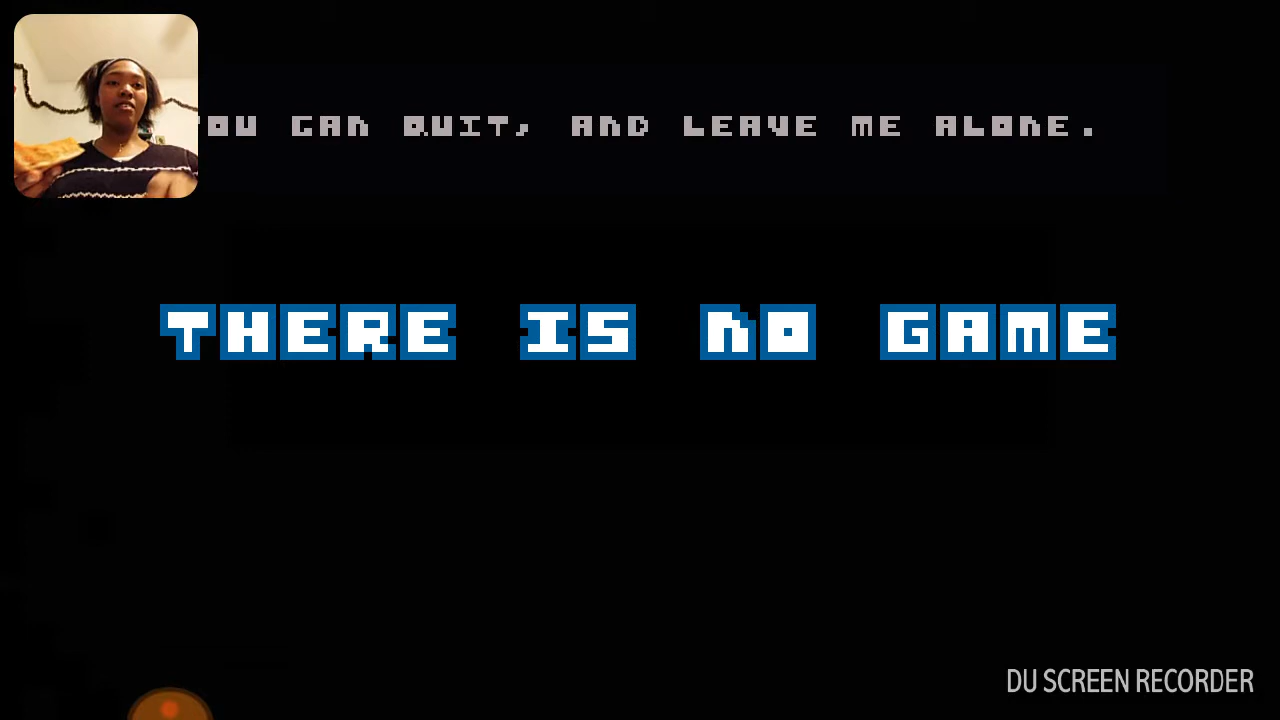 OU CAN QUIT, AND LEAVE ME ALONE.
THERE IS NO GAME
DU SCREEN RECORDER